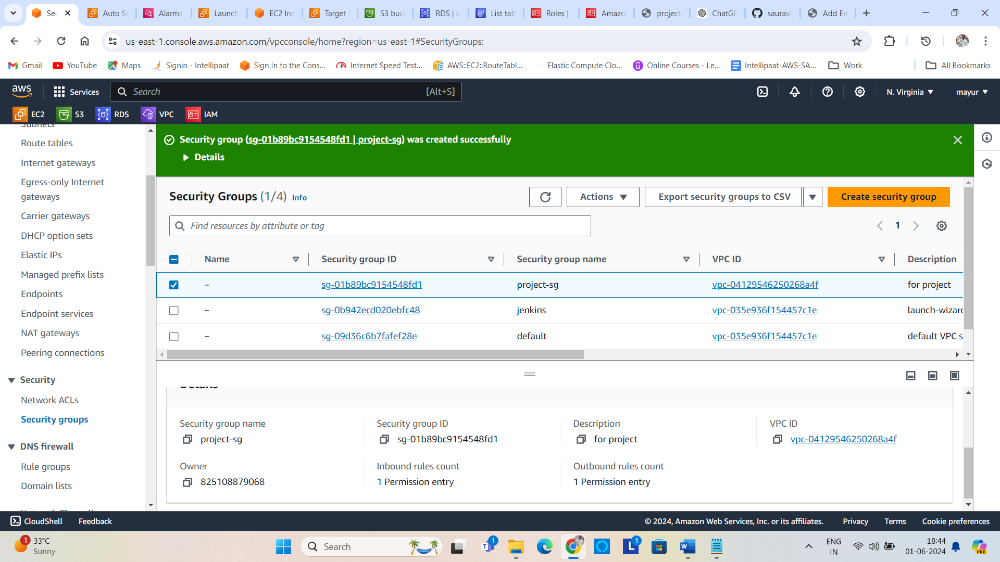 Sec
Auto Sc
Alarms
Launch
EC2 Ins
Target
S3 buck
RDS | u
List tab
Roles |
Amazo
project
ChatGP
saurav
Add En
us-east-1.console.aws.amazon.com/vpcconsole/home?region=us-east-1#SecurityGroups:
Gmail
YouTube
Maps
Signin - Intellipaat
Sign In to the Cons...
Internet Speed Test...
AWS::EC2::RouteTabl...
Elastic Compute Clo...
Online Courses - Le...
Intellipaat-AWS-SA...
Work
All Bookmarks
aws
Services
Search
[Alt+S]
N. Virginia
mayur
EC2
S3
RDS
VPC
IAM
Subnets
Route tables
Internet gateways
Egress-only Internet
gateways
Carrier gateways
DHCP option sets
Elastic IPs
Managed prefix lists
Endpoints
Endpoint services
NAT gateways
Peering connections
Security
Network ACLs
Security groups
DNS firewall
Rule groups
Domain lists
Security group (sg-01b89bc9154548fd1 | project-sg) was created successfully
Details
Security Groups (1/4) Info
Actions
Export security groups to CSV
Create security group
Find resources by attribute or tag
1
Name
Security group ID
Security group name
VPC ID
Description
–
sg-01b89bc9154548fd1
project-sg
vpc-04129546250268a4f
for project
–
sg-0b942ecd020ebfc48
jenkins
vpc-035e936f154457c1e
launch-wizard
–
sg-09d36c6b7fafef28e
default
vpc-035e936f154457c1e
default VPC s
Details
Security group name
project-sg
Security group ID
sg-01b89bc9154548fd1
Description
for project
VPC ID
vpc-04129546250268a4f
Owner
825108879068
Inbound rules count
1 Permission entry
Outbound rules count
1 Permission entry
CloudShell
Feedback
© 2024, Amazon Web Services, Inc. or its affiliates.
Privacy
Terms
Cookie preferences
1
33°C
Sunny
Search
1
1
ENG
IN
18:44
01-06-2024
PRE